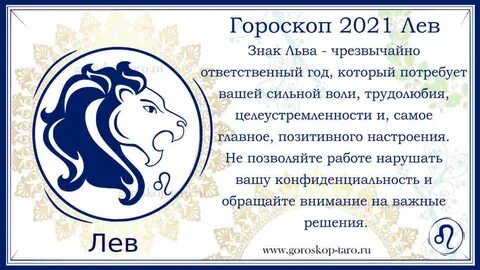 Гороскоп 2021 Лев
Знак Льва - чрезвычайно
ответственный год, который потребует
вашей сильной воли, трудолюбия,
целеустремленности и, самое
главное, позитивного настроения.
Не позволяйте работе нарушать
вашу конфиденциальность и
обращайте внимание на важные
решения.
www.goroskop-taro.ru
Лев